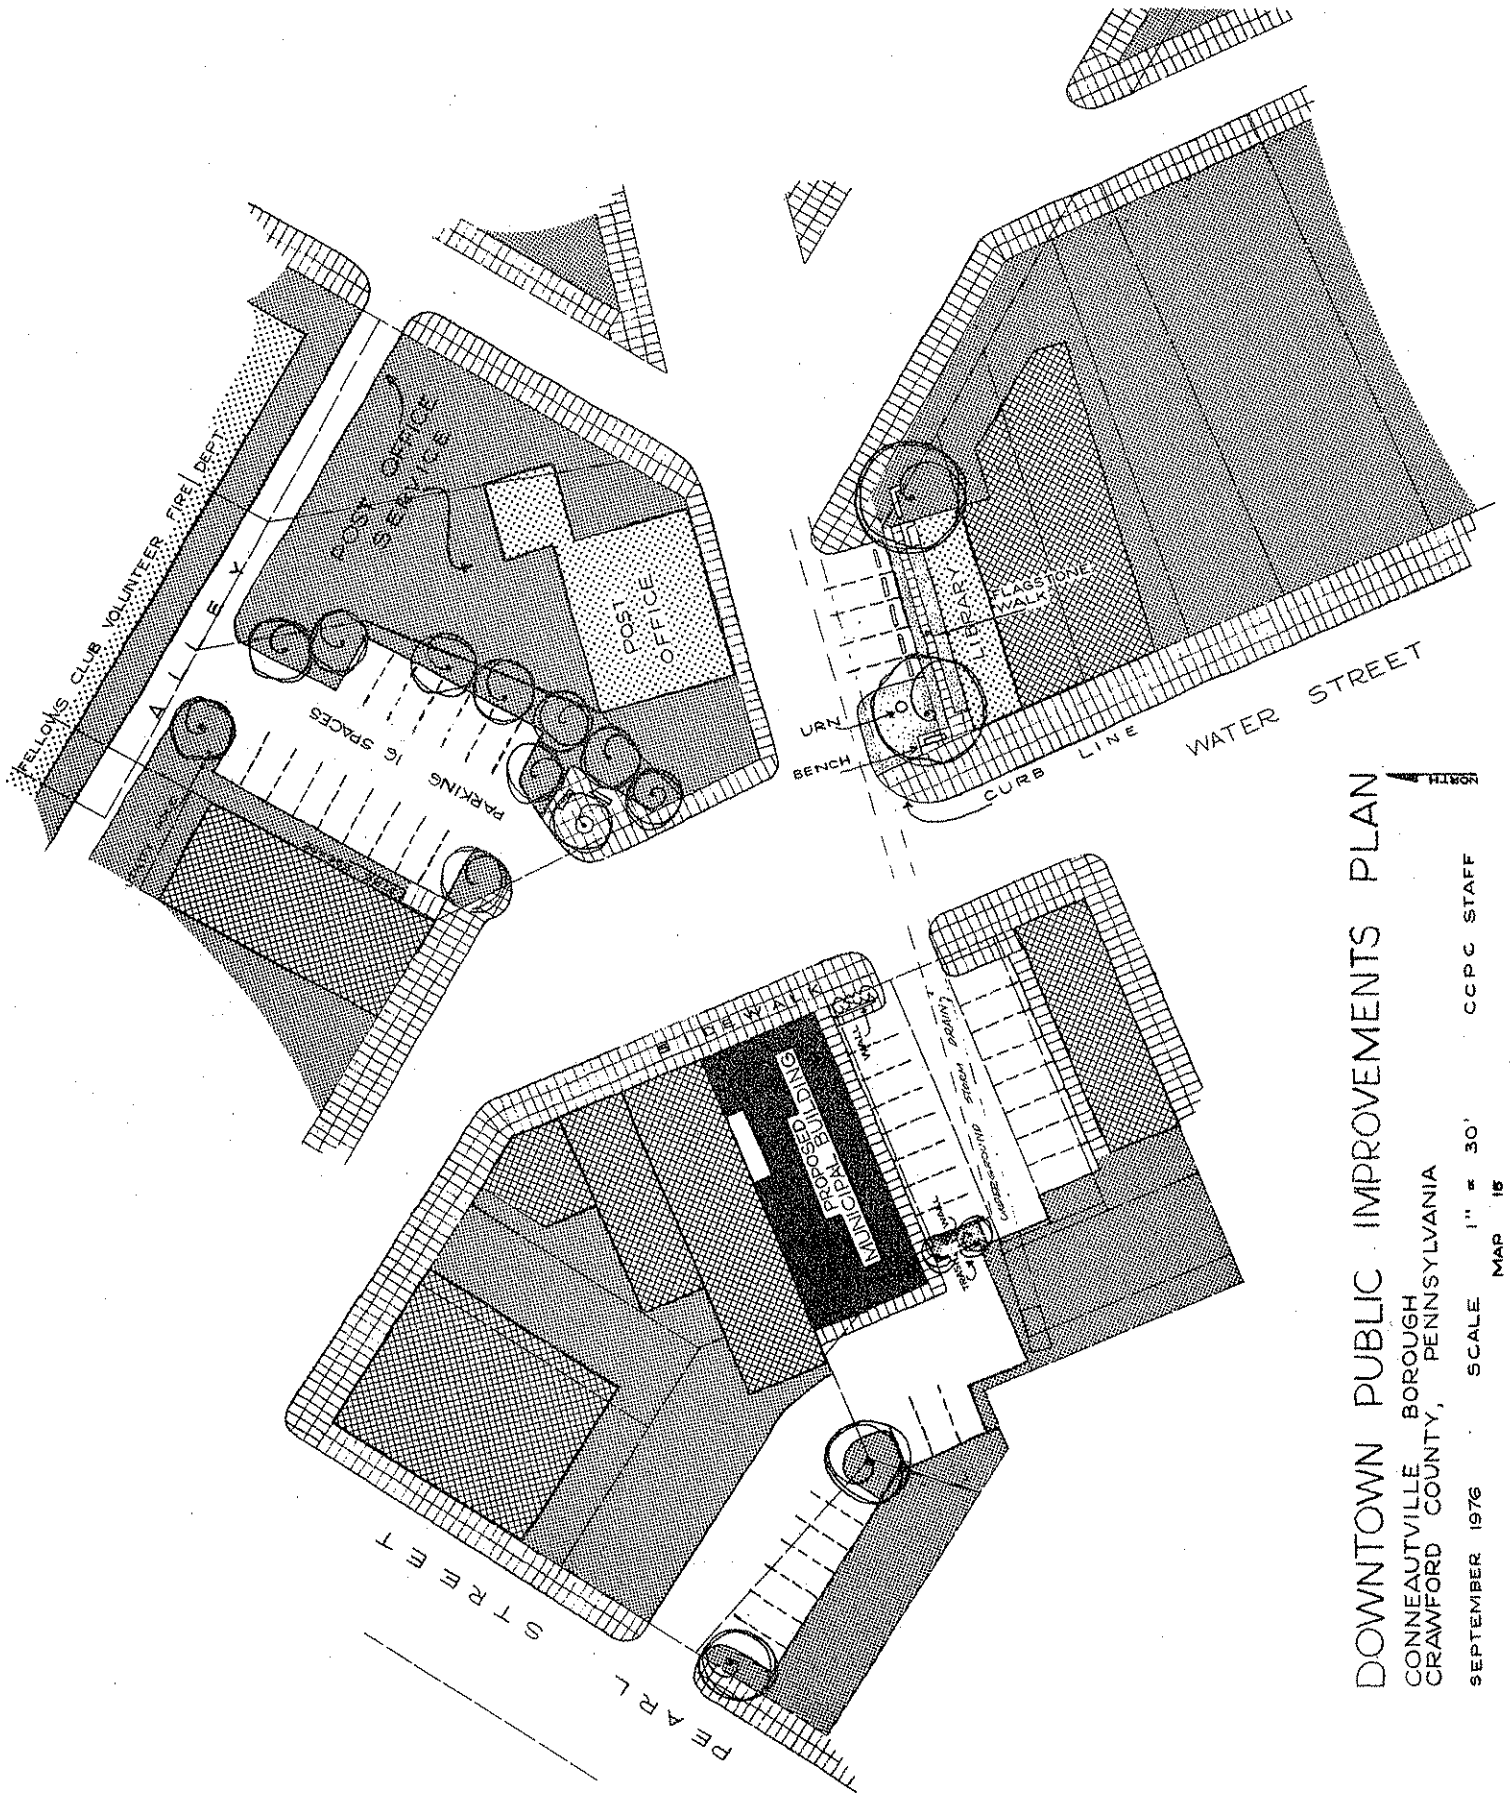 FELLOWS CLUB VOLUNTEER FIRE DEPT.
ALLEY
POST OFFICE
SERVICE
16 SPACES
PARKING
POST
OFFICE
LIBRARY
FLAGSTONE
WALK
URN
BENCH
CURB LINE
WATER STREET
SIDEWALK
WALL
PROPOSED
MUNICIPAL BUILDING
UNDERGROUND STORM DRAIN
WALL
TRASH
PEARL STREET
NORTH
DOWNTOWN PUBLIC IMPROVEMENTS PLAN
CONNEAUTVILLE BOROUGH
CRAWFORD COUNTY, PENNSYLVANIA
SEPTEMBER 1976 SCALE 1" = 30' CCPC STAFF
MAP 15